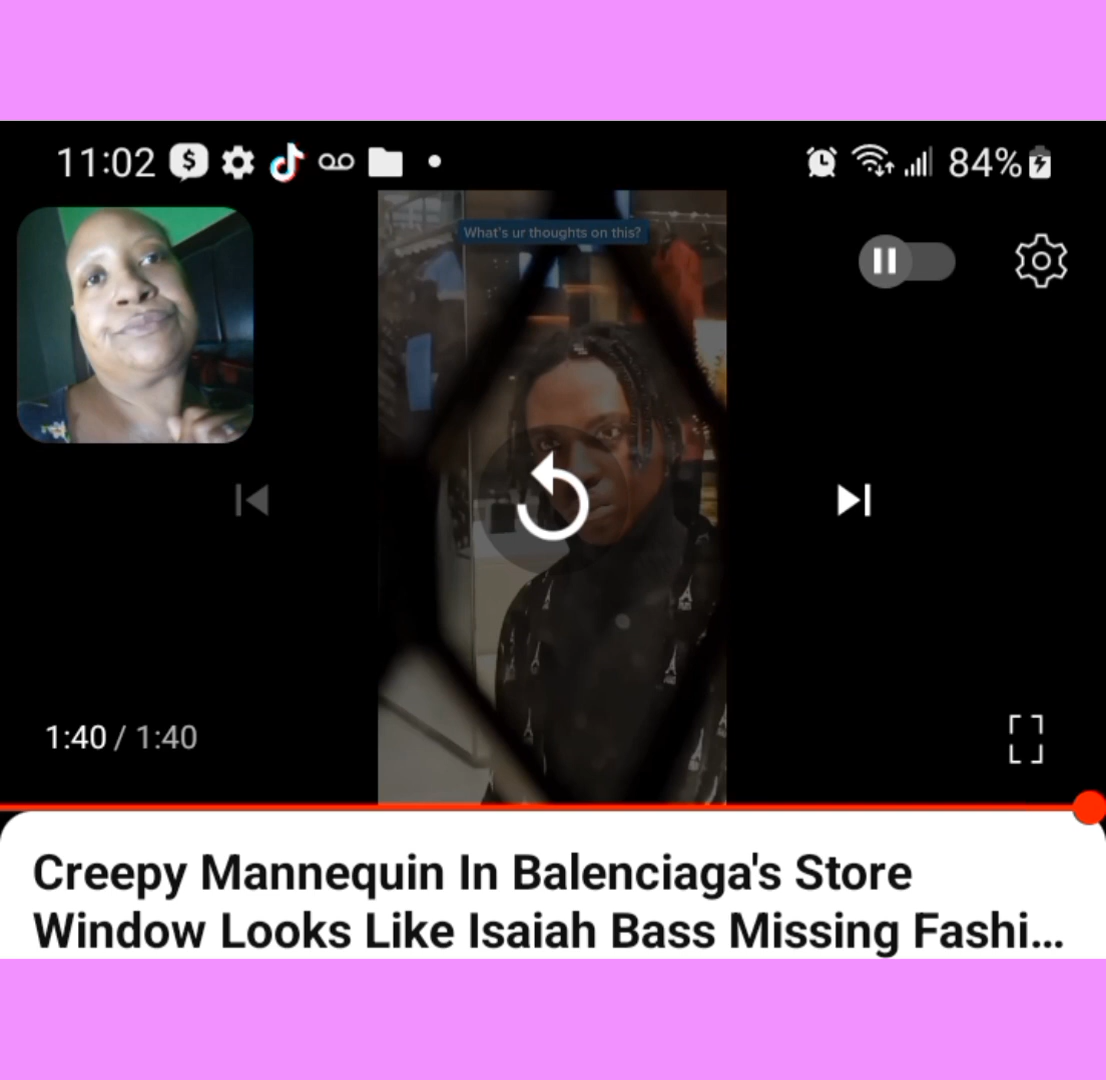 11:02
84%
What's ur thoughts on this?
1:40 / 1:40
Creepy Mannequin In Balenciaga's Store
Window Looks Like Isaiah Bass Missing Fashi...